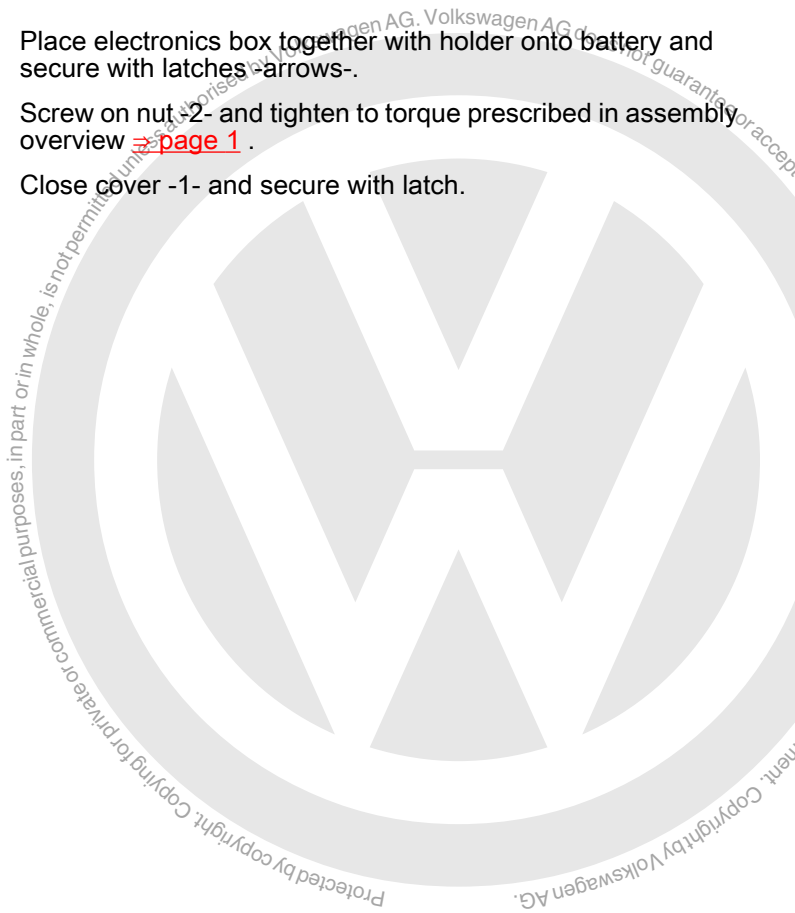 Place electronics box together with holder onto battery and
secure with latches -arrows-.
Screw on nut -2- and tighten to torque prescribed in assembly
overview ⇒ page 1 .
Close cover -1- and secure with latch.
Protected by copyright. Copying for private or commercial purposes, in part or in whole, is not permitted unless authorised by Volkswagen AG. Volkswagen AG does not guarantee or accept
Copyright by Volkswagen AG.